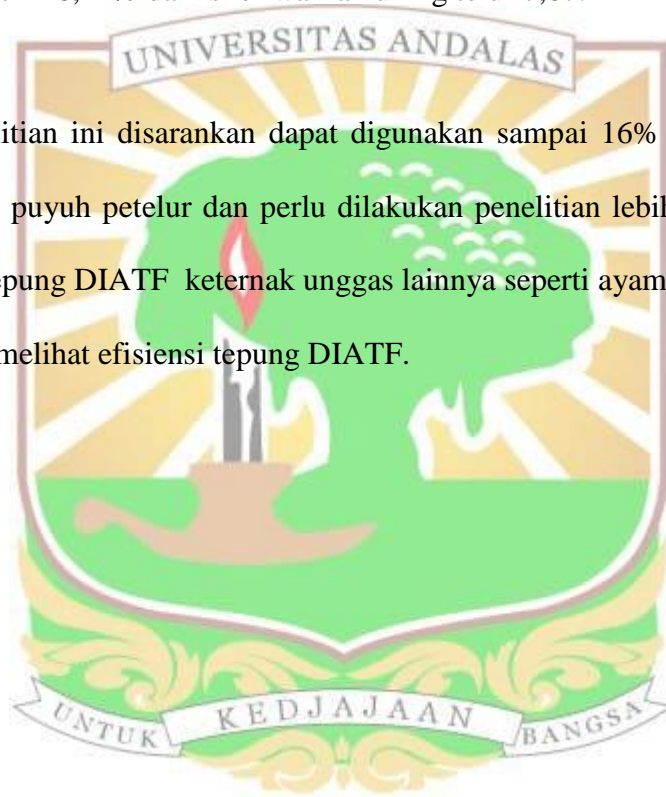 UNIVERSITAS ANDALAS
itian ini disarankan dapat digunakan sampai 16%
puyuh petelur dan perlu dilakukan penelitian lebih
epung DIATF keternak unggas lainnya seperti ayam
melihat efisiensi tepung DIATF.
UNTUK KEDJAJAAN BANGSA